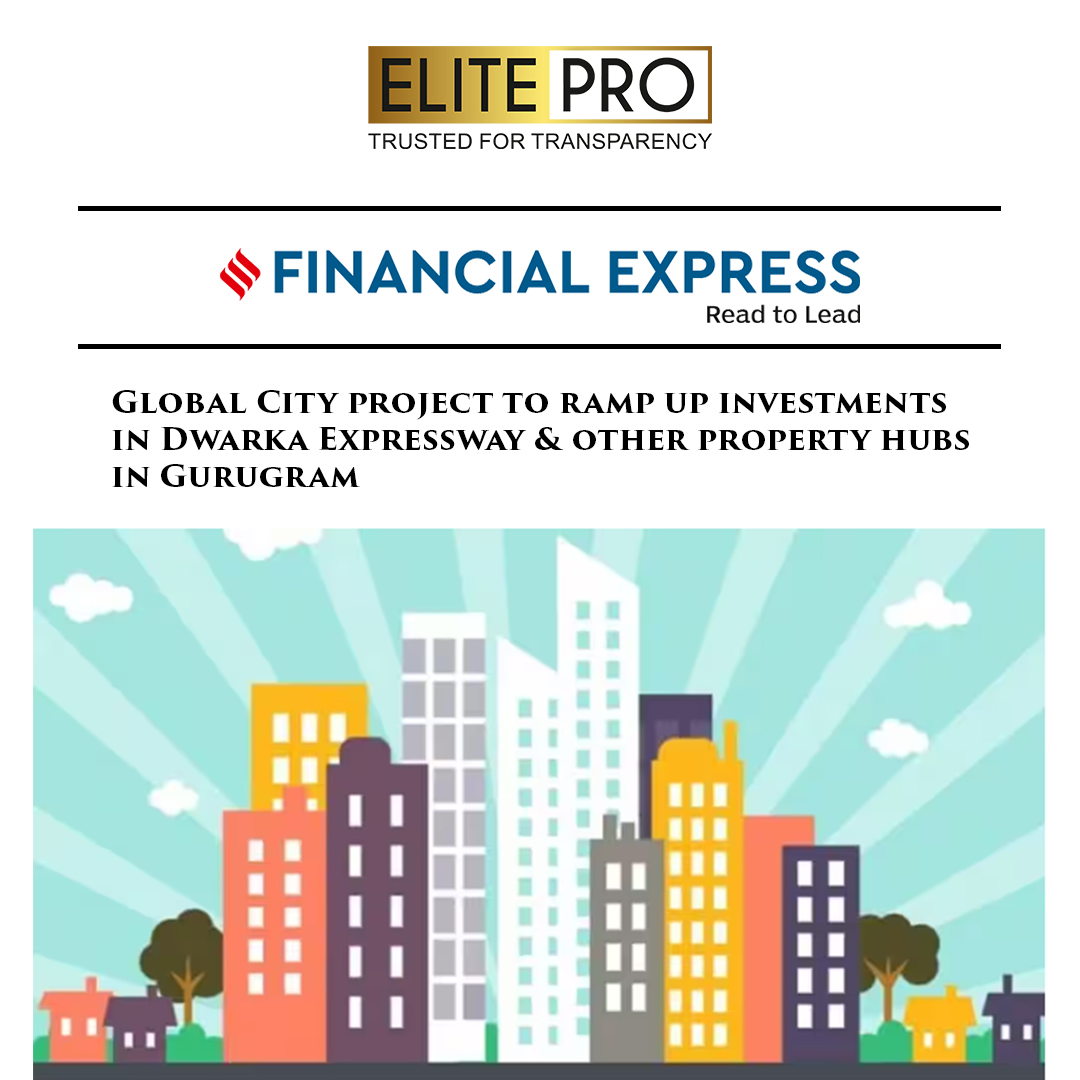 ELITE PRO
TRUSTED FOR TRANSPARENCY
FINANCIAL EXPRESS
Read to Lead
Global City project to ramp up investments
in Dwarka Expressway & other property hubs
in Gurugram